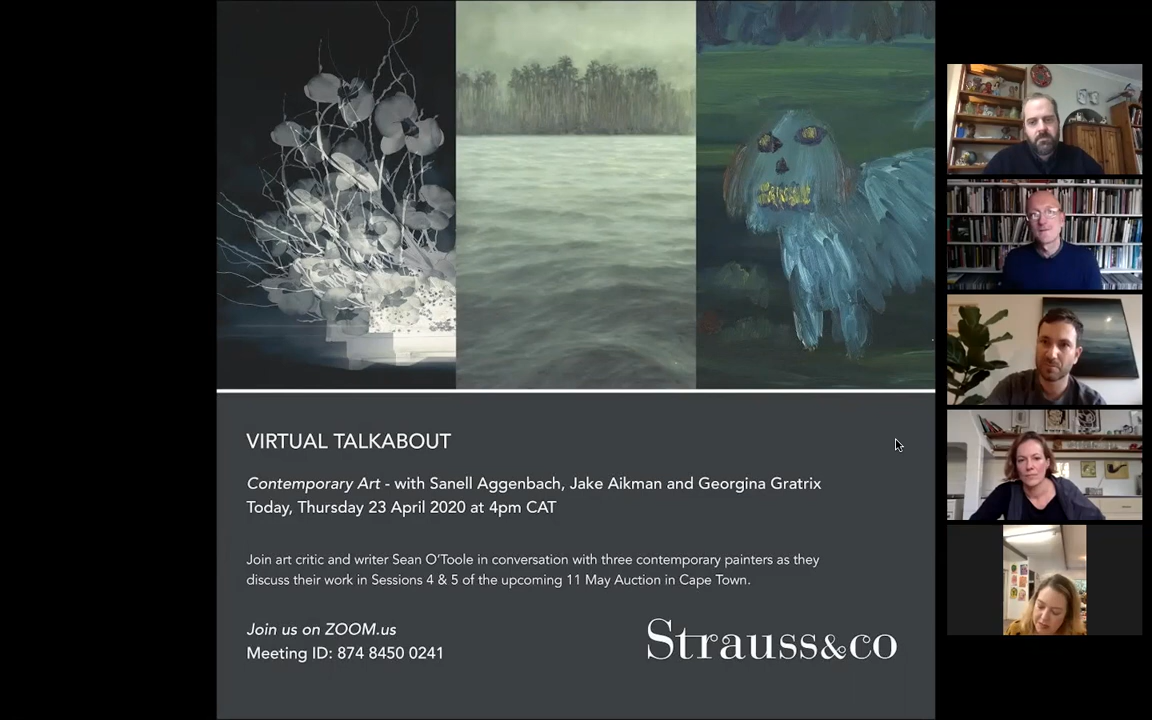 VIRTUAL TALKABOUT
Contemporary Art - with Sanell Aggenbach, Jake Aikman and Georgina Gratrix
Today, Thursday 23 April 2020 at 4pm CAT
Join art critic and writer Sean O'Toole in conversation with three contemporary painters as they
discuss their work in Sessions 4 & 5 of the upcoming 11 May Auction in Cape Town.
Join us on ZOOM.us
Meeting ID: 874 8450 0241
Strauss&co